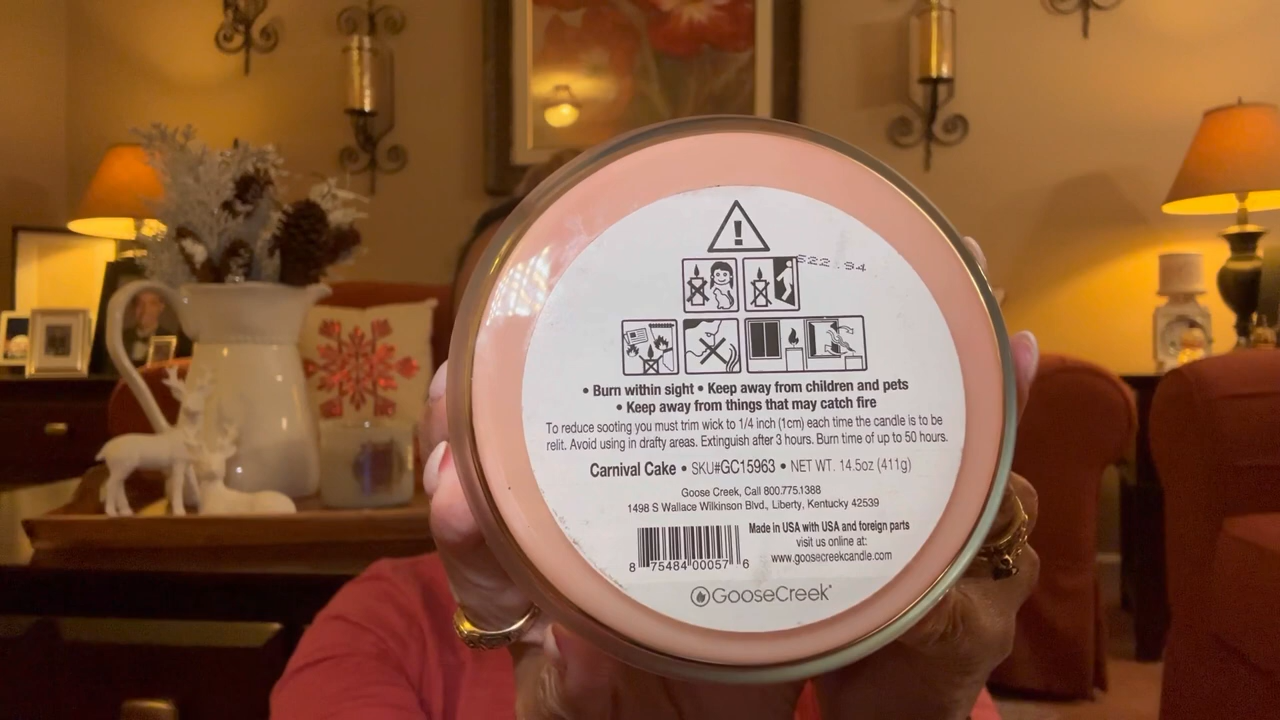 $22.94
• Burn within sight • Keep away from children and pets
• Keep away from things that may catch fire
To reduce sooting you must trim wick to 1/4 inch (1cm) each time the candle is to be
relit. Avoid using in drafty areas. Extinguish after 3 hours. Burn time of up to 50 hours.
Carnival Cake • SKU#GC15963 • NET WT. 14.5oz (411g)
Goose Creek, Call 800.775.1388
1498 S Wallace Wilkinson Blvd., Liberty, Kentucky 42539
Made in USA with USA and foreign parts
visit us online at:
www.goosecreekcandle.com
8 75484 00057 6
GooseCreek